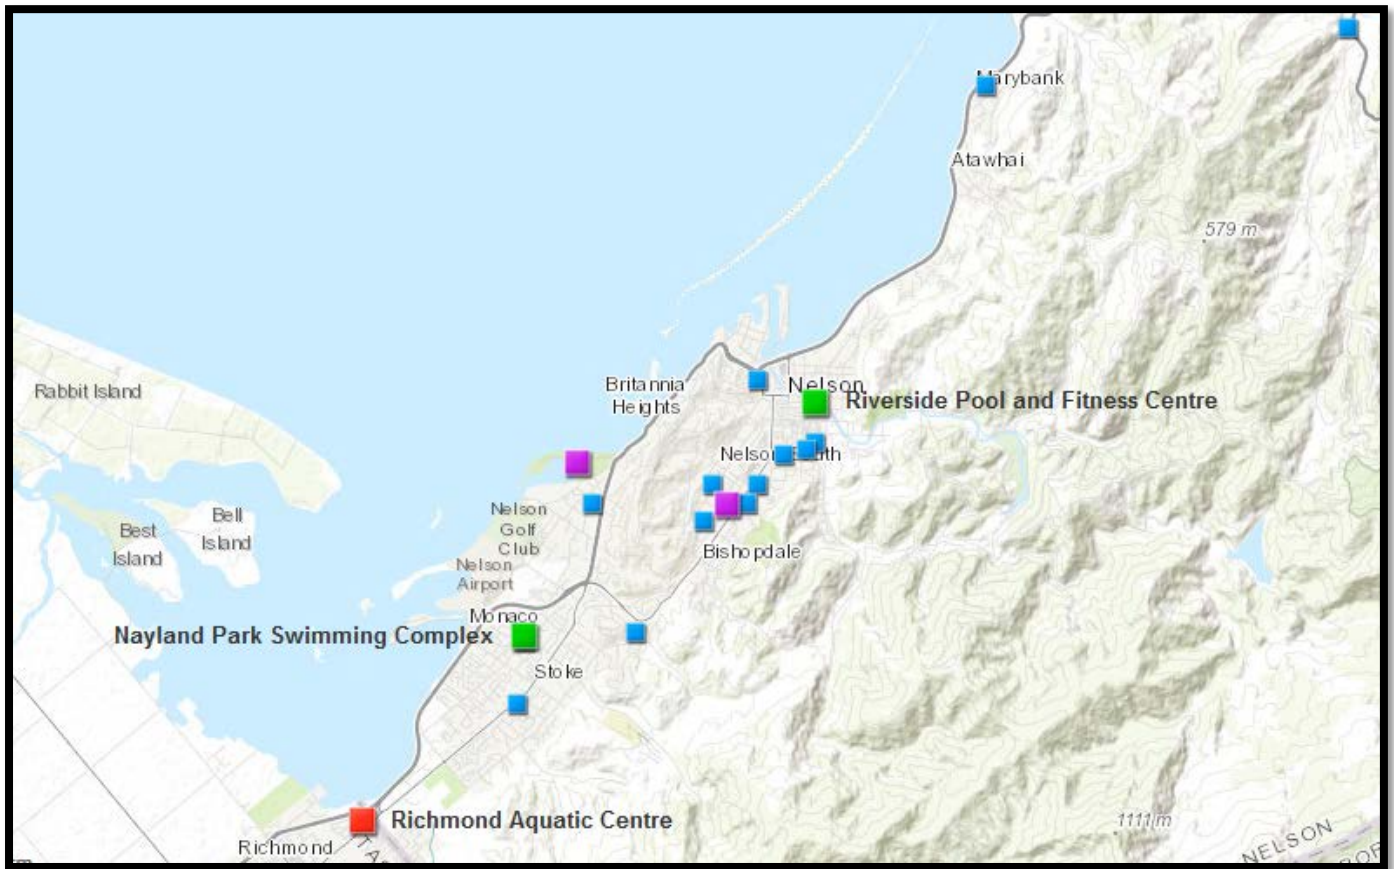 Marybank
Atawhai
579 m
Rabbit Island
Britannia
Heights
Nelson
Riverside Pool and Fitness Centre
Nelson South
Bell
Island
Best
Island
Nelson
Golf
Club
Nelson
Airport
Bishopdale
Monaco
Nayland Park Swimming Complex
Stoke
Richmond Aquatic Centre
Richmond
1111 m
NELSON